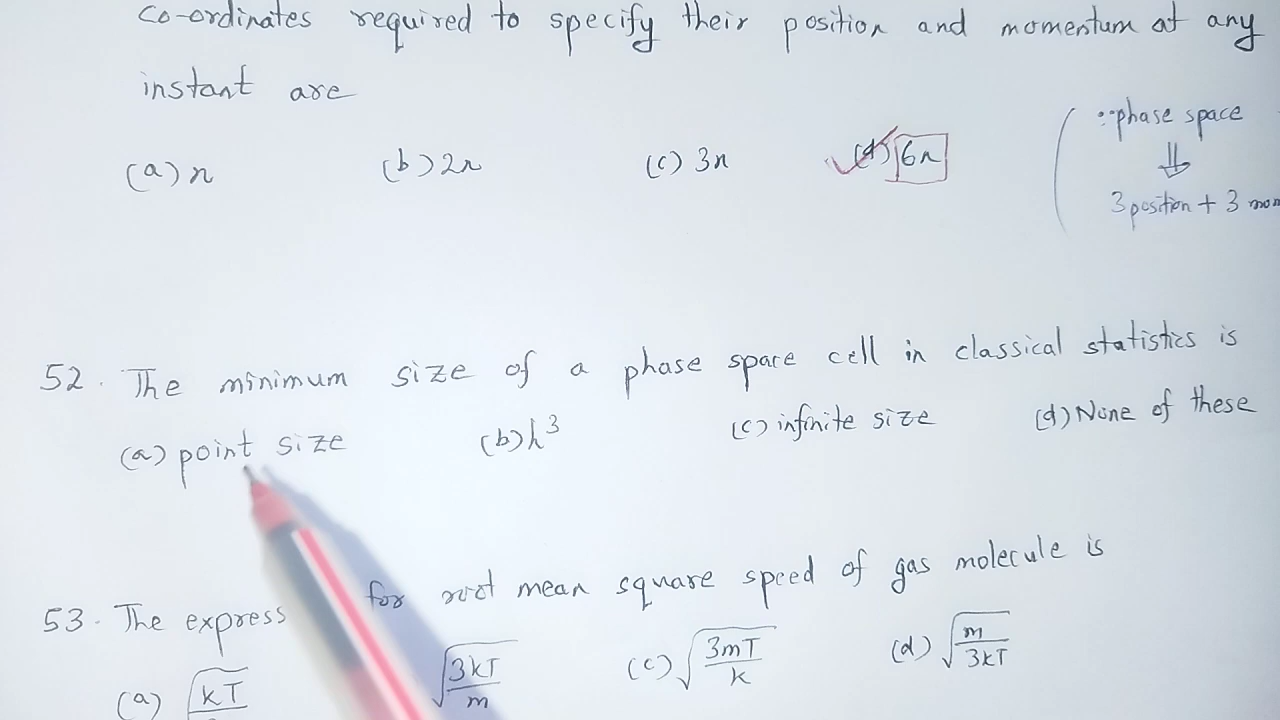 co-ordinates required to specify their position and momentum at any
instant are
(a) n (b) 2n (c) 3n (d) 6n
∵ phase space
⇓
3 position + 3 mom
52. The minimum size of a phase space cell in classical statistics is
(a) point size (b) h³ (c) infinite size (d) None of these
53. The express for root mean square speed of gas molecule is
(a) √kT √3kT/m (c) √3mT/k (d) √m/3kT